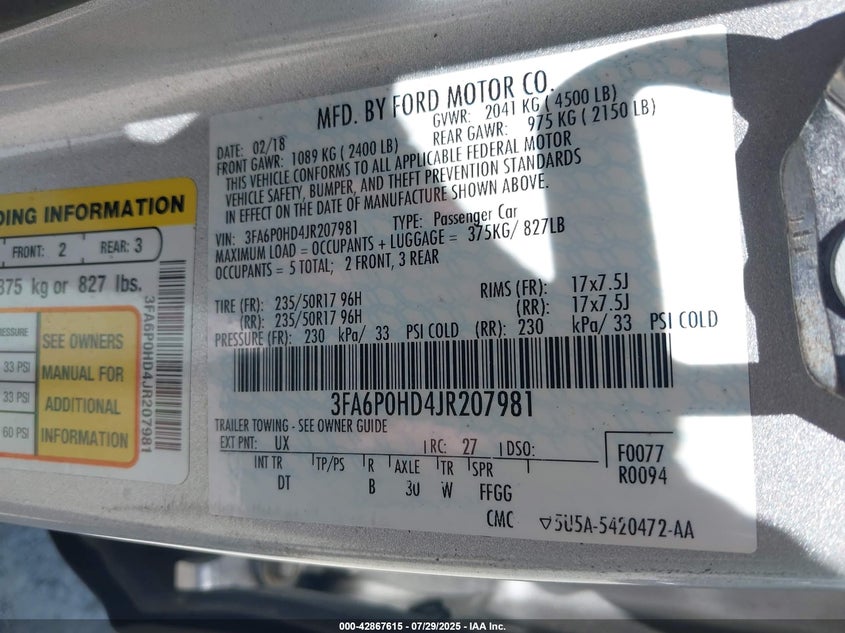 MFD. BY FORD MOTOR CO.
DATE: 02/18 GVWR: 2041 KG ( 4500 LB)
FRONT GAWR: 1089 KG ( 2400 LB) REAR GAWR: 975 KG ( 2150 LB)
THIS VEHICLE CONFORMS TO ALL APPLICABLE FEDERAL MOTOR
VEHICLE SAFETY, BUMPER, AND THEFT PREVENTION STANDARDS
IN EFFECT ON THE DATE OF MANUFACTURE SHOWN ABOVE.
VIN: 3FA6P0HD4JR207981 TYPE: Passenger Car
MAXIMUM LOAD = OCCUPANTS + LUGGAGE = 375KG/ 827LB
OCCUPANTS = 5 TOTAL; 2 FRONT, 3 REAR
TIRE (FR): 235/50R17 96H RIMS (FR): 17x7.5J
(RR): 235/50R17 96H (RR): 17x7.5J
PRESSURE (FR): 230 kPa/ 33 PSI COLD (RR): 230 kPa/ 33 PSI COLD
3FA6P0HD4JR207981
TRAILER TOWING - SEE OWNER GUIDE
EXT PNT: UX RC: 27 DSO:
F0077
R0094
INT TR TP/PS R AXLE TR SPR
DT B 30 W FFGG
CMC 5U5A-5420472-AA
DING INFORMATION
FRONT: 2 REAR: 3
375 kg or 827 lbs.
3FA6P0HD4JR207981
PRESSURE
33 PSI
33 PSI
60 PSI
SEE OWNERS
MANUAL FOR
ADDITIONAL
INFORMATION
000-42867615 - 07/29/2025 - IAA Inc.